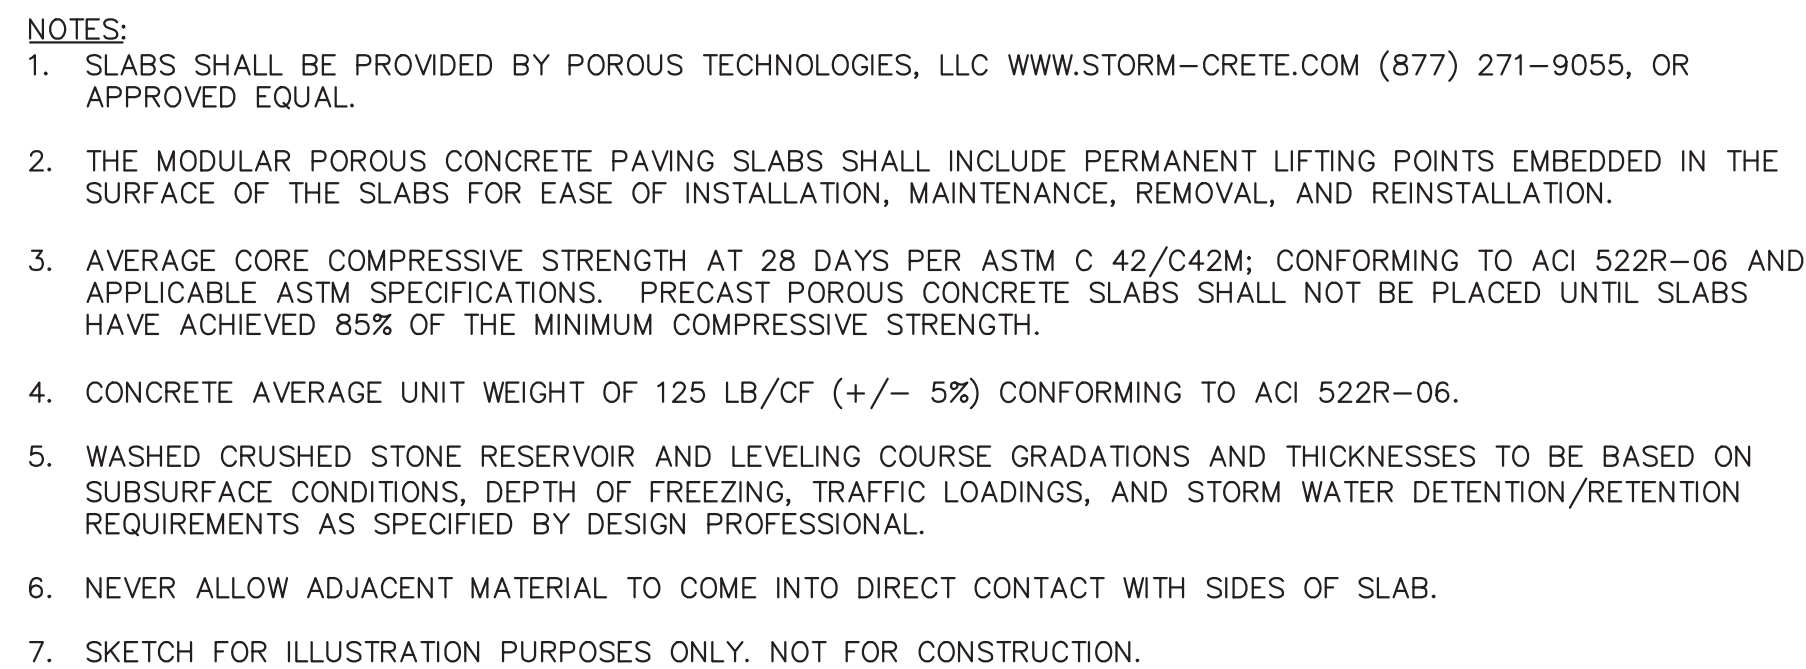 NOTES:
1. SLABS SHALL BE PROVIDED BY POROUS TECHNOLOGIES, LLC WWW.STORM-CRETE.COM (877) 271-9055, OR
APPROVED EQUAL.
2. THE MODULAR POROUS CONCRETE PAVING SLABS SHALL INCLUDE PERMANENT LIFTING POINTS EMBEDDED IN THE
SURFACE OF THE SLABS FOR EASE OF INSTALLATION, MAINTENANCE, REMOVAL, AND REINSTALLATION.
3. AVERAGE CORE COMPRESSIVE STRENGTH AT 28 DAYS PER ASTM C 42/C42M; CONFORMING TO ACI 522R-06 AND
APPLICABLE ASTM SPECIFICATIONS. PRECAST POROUS CONCRETE SLABS SHALL NOT BE PLACED UNTIL SLABS
HAVE ACHIEVED 85% OF THE MINIMUM COMPRESSIVE STRENGTH.
4. CONCRETE AVERAGE UNIT WEIGHT OF 125 LB/CF (+/- 5%) CONFORMING TO ACI 522R-06.
5. WASHED CRUSHED STONE RESERVOIR AND LEVELING COURSE GRADATIONS AND THICKNESSES TO BE BASED ON
SUBSURFACE CONDITIONS, DEPTH OF FREEZING, TRAFFIC LOADINGS, AND STORM WATER DETENTION/RETENTION
REQUIREMENTS AS SPECIFIED BY DESIGN PROFESSIONAL.
6. NEVER ALLOW ADJACENT MATERIAL TO COME INTO DIRECT CONTACT WITH SIDES OF SLAB.
7. SKETCH FOR ILLUSTRATION PURPOSES ONLY. NOT FOR CONSTRUCTION.